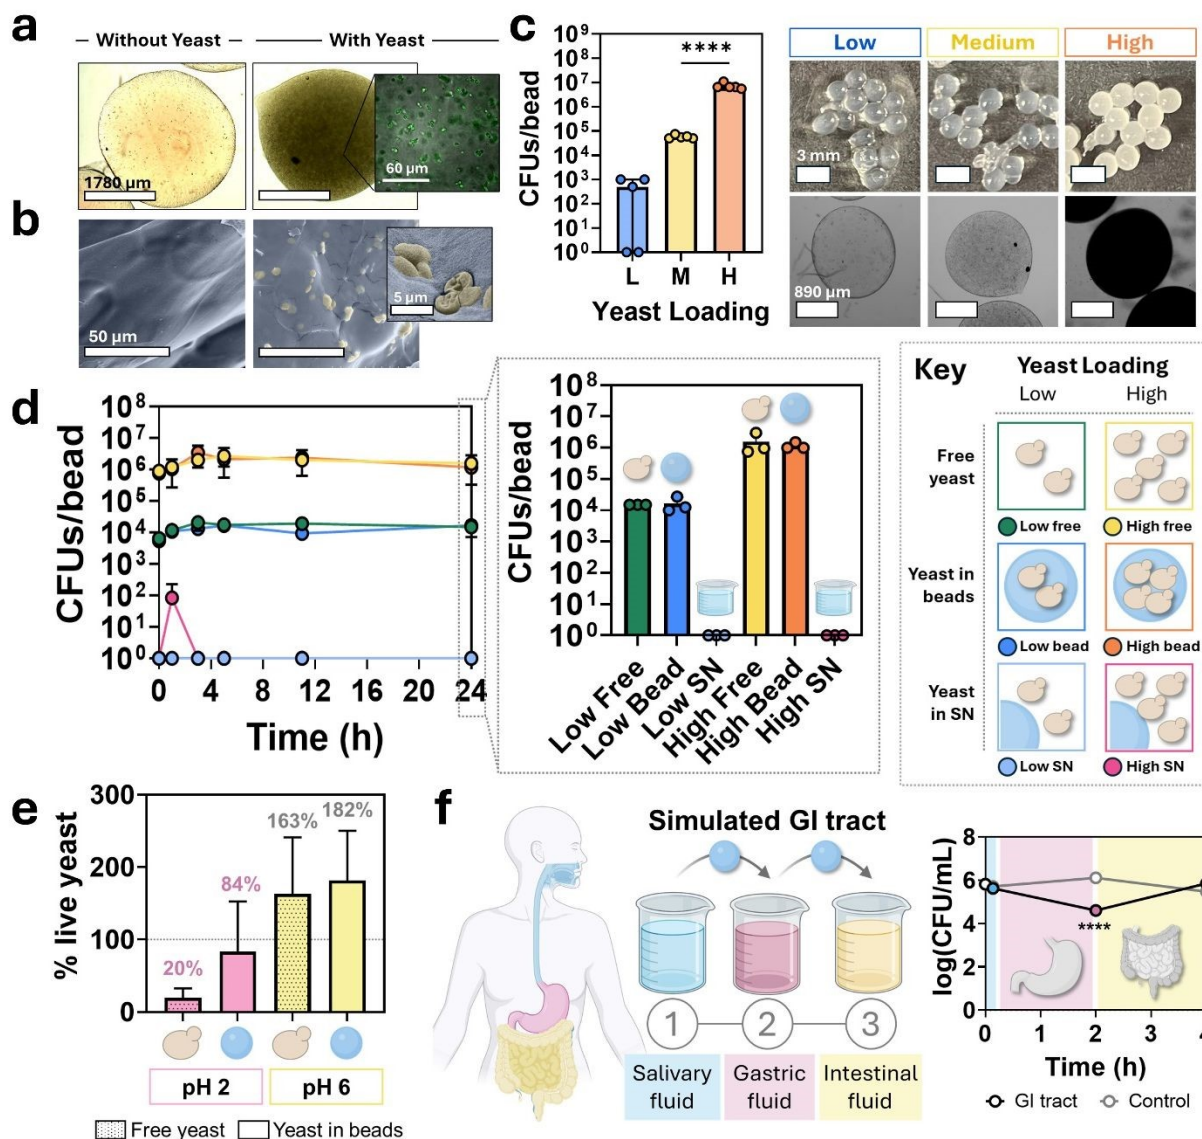 a
Without Yeast
With Yeast
1780 µm
60 µm
b
50 µm
5 µm
c
****
CFUs/bead
10⁹
10⁸
10⁷
10⁶
10⁵
10⁴
10³
10²
10¹
10⁰
L M H
Yeast Loading
Low Medium High
3 mm
890 µm
d
CFUs/bead
10⁸
10⁷
10⁶
10⁵
10⁴
10³
10²
10¹
10⁰
0 4 8 12 16 20 24
Time (h)
CFUs/bead
10⁸
10⁷
10⁶
10⁵
10⁴
10³
10²
10¹
10⁰
Low Free
Low Bead
Low SN
High Free
High Bead
High SN
Key
Yeast Loading
Low High
Free
yeast
Low free High free
Yeast in
beads
Low bead High bead
Yeast
in SN
Low SN High SN
e
% live yeast
300
200
100
0
20%
84%
163%
182%
pH 2 pH 6
Free yeast Yeast in beads
f
Simulated GI tract
1 2 3
Salivary
fluid
Gastric
fluid
Intestinal
fluid
log(CFU/mL)
8
6
4
2
0
****
0 1 2 3 4
Time (h)
GI tract Control